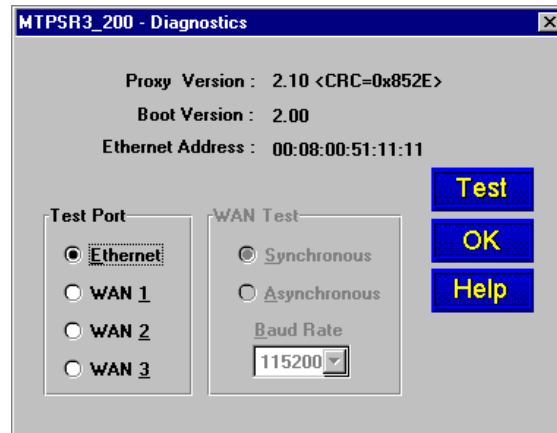 MTPSR3_200 - Diagnostics
Proxy Version : 2.10 <CRC=0x852E>
Boot Version : 2.00
Ethernet Address : 00:08:00:51:11:11
Test Port
Ethernet
WAN 1
WAN 2
WAN 3
WAN Test
Synchronous
Asynchronous
Baud Rate
115200
Test
OK
Help